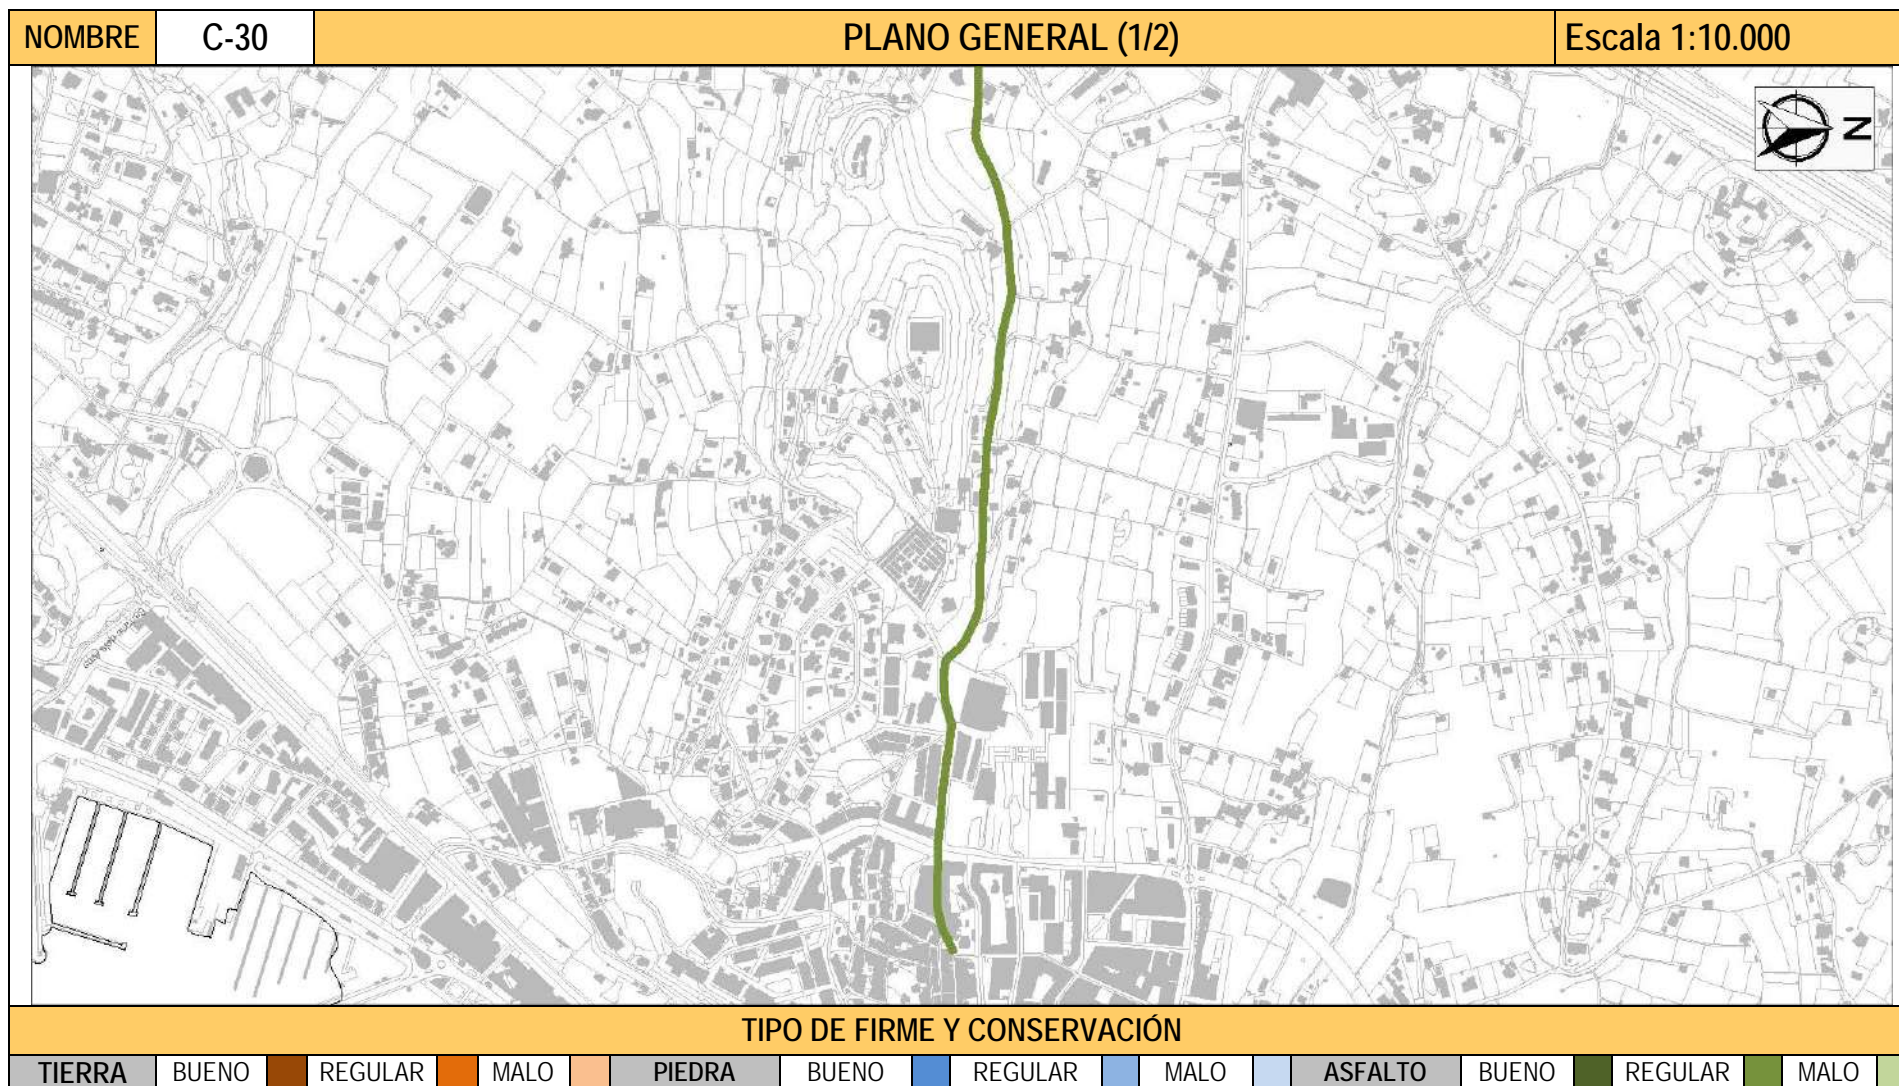 NOMBRE C-30 PLANO GENERAL (1/2) Escala 1:10.000
N
TIPO DE FIRME Y CONSERVACIÓN
TIERRA BUENO REGULAR MALO PIEDRA BUENO REGULAR MALO ASFALTO BUENO REGULAR MALO